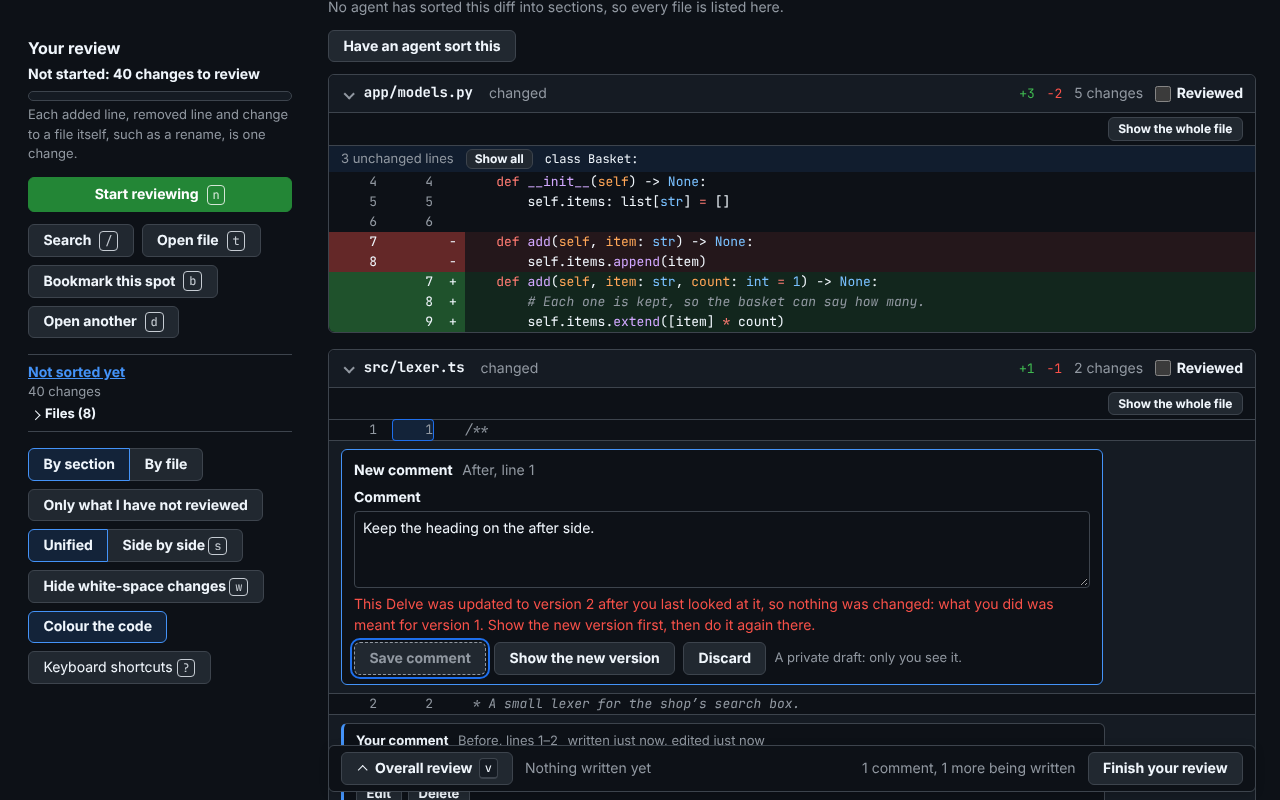 No agent has sorted this diff into sections, so every file is listed here.
Have an agent sort this
Your review
Not started: 40 changes to review
Each added line, removed line and change
to a file itself, such as a rename, is one
change.
Start reviewing n
Search /
Open file t
Bookmark this spot b
Open another d
Not sorted yet
40 changes
Files (8)
By section
By file
Only what I have not reviewed
Unified
Side by side s
Hide white-space changes w
Colour the code
Keyboard shortcuts ?
app/models.py changed +3 -2 5 changes Reviewed
Show the whole file
3 unchanged lines Show all class Basket:
4 4 def __init__(self) -> None:
5 5 self.items: list[str] = []
6 6
7 - def add(self, item: str) -> None:
8 - self.items.append(item)
7 + def add(self, item: str, count: int = 1) -> None:
8 + # Each one is kept, so the basket can say how many.
9 + self.items.extend([item] * count)
src/lexer.ts changed +1 -1 2 changes Reviewed
Show the whole file
1 1 /**
New comment After, line 1
Comment
Keep the heading on the after side.
This Delve was updated to version 2 after you last looked at it, so nothing was changed: what you did was
meant for version 1. Show the new version first, then do it again there.
Save comment Show the new version Discard A private draft: only you see it.
2 2 * A small lexer for the shop’s search box.
Your comment Before, lines 1–2 written just now, edited just now
Overall review v Nothing written yet 1 comment, 1 more being written Finish your review
Edit Delete